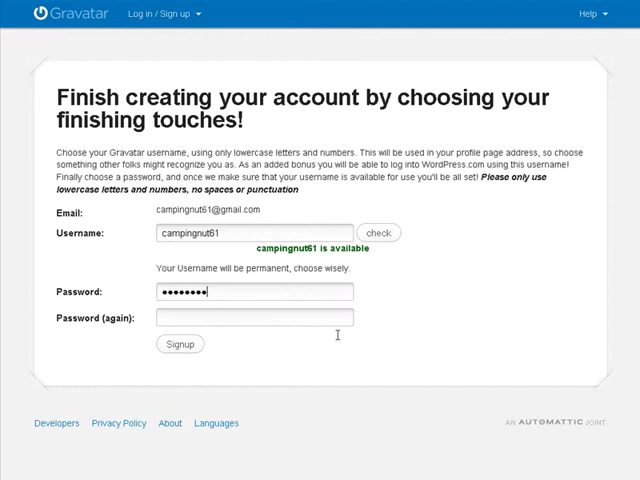 Gravatar Log in / Sign up Help
Finish creating your account by choosing your
finishing touches!
Choose your Gravatar username, using only lowercase letters and numbers. This will be used in your profile page address, so choose
something other folks might recognize you as. As an added bonus you will be able to log into WordPress.com using this username!
Finally choose a password, and once we make sure that your username is available for use you'll be all set! Please only use
lowercase letters and numbers, no spaces or punctuation
Email: campingnut61@gmail.com
Username: campingnut61 check
campingnut61 is available
Your Username will be permanent, choose wisely.
Password: ••••••••
Password (again):
Signup
Developers Privacy Policy About Languages AN AUTOMATTIC JOINT